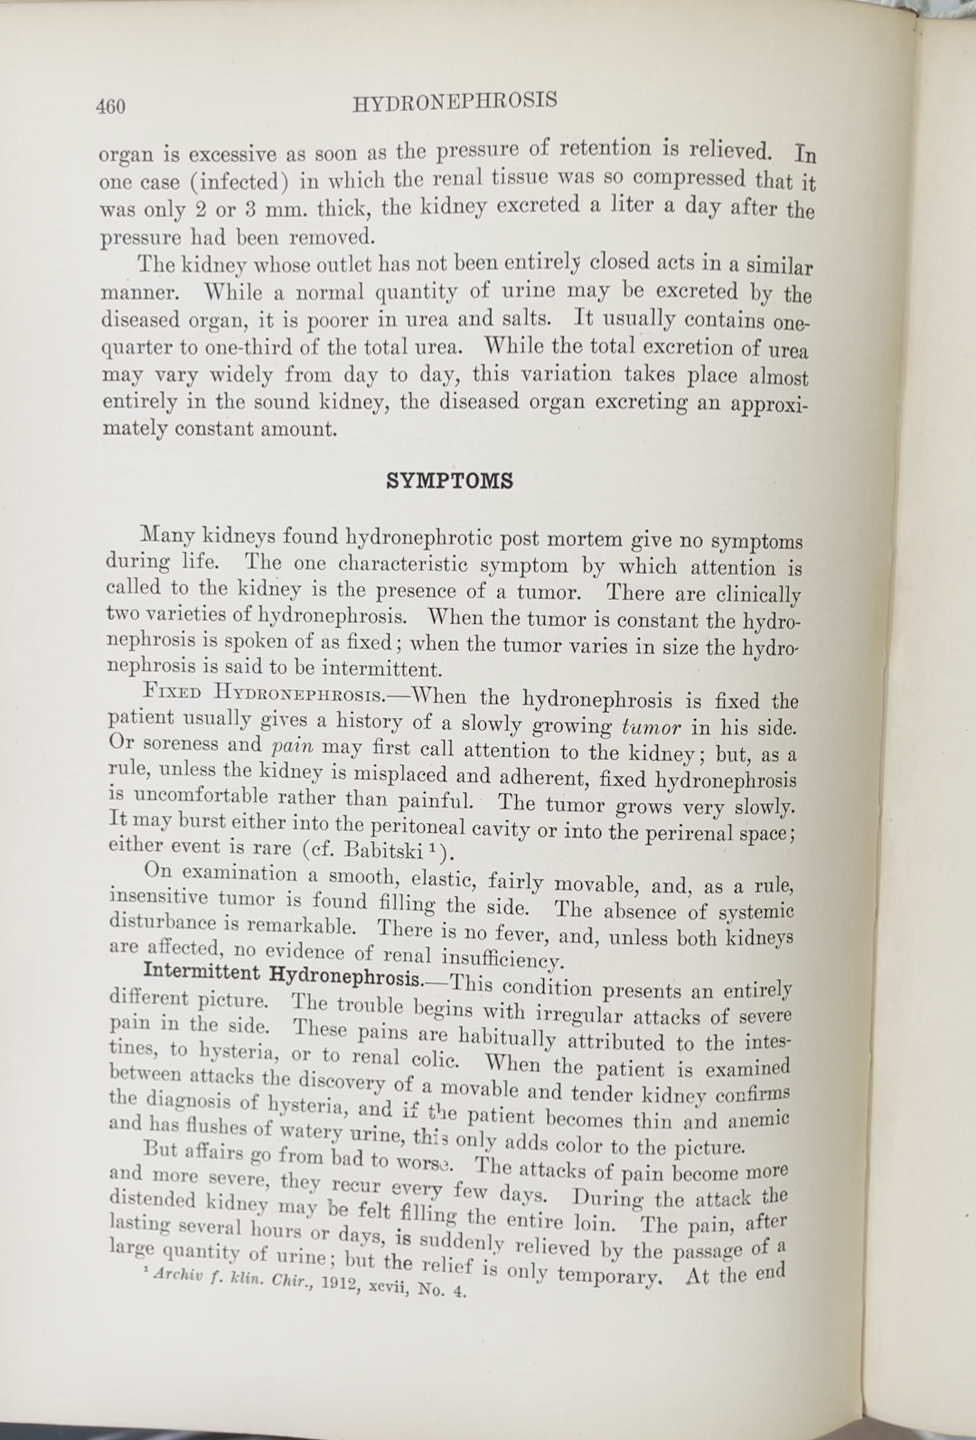 460 HYDRONEPHROSIS
organ is excessive as soon as the pressure of retention is relieved. In
one case (infected) in which the renal tissue was so compressed that it
was only 2 or 3 mm. thick, the kidney excreted a liter a day after the
pressure had been removed.
The kidney whose outlet has not been entirely closed acts in a similar
manner. While a normal quantity of urine may be excreted by the
diseased organ, it is poorer in urea and salts. It usually contains one-
quarter to one-third of the total urea. While the total excretion of urea
may vary widely from day to day, this variation takes place almost
entirely in the sound kidney, the diseased organ excreting an approxi-
mately constant amount.
SYMPTOMS
Many kidneys found hydronephrotic post mortem give no symptoms
during life. The one characteristic symptom by which attention is
called to the kidney is the presence of a tumor. There are clinically
two varieties of hydronephrosis. When the tumor is constant the hydro-
nephrosis is spoken of as fixed; when the tumor varies in size the hydro-
nephrosis is said to be intermittent.
FIXED HYDRONEPHROSIS.—When the hydronephrosis is fixed the
patient usually gives a history of a slowly growing tumor in his side.
Or soreness and pain may first call attention to the kidney; but, as a
rule, unless the kidney is misplaced and adherent, fixed hydronephrosis
is uncomfortable rather than painful. The tumor grows very slowly.
It may burst either into the peritoneal cavity or into the perirenal space;
either event is rare (cf. Babitski ¹).
On examination a smooth, elastic, fairly movable, and, as a rule,
insensitive tumor is found filling the side. The absence of systemic
disturbance is remarkable. There is no fever, and, unless both kidneys
are affected, no evidence of renal insufficiency.
Intermittent Hydronephrosis.—This condition presents an entirely
different picture. The trouble begins with irregular attacks of severe
pain in the side. These pains are habitually attributed to the intes-
tines, to hysteria, or to renal colic. When the patient is examined
between attacks the discovery of a movable and tender kidney confirms
the diagnosis of hysteria, and if the patient becomes thin and anemic
and has flushes of watery urine, this only adds color to the picture.
But affairs go from bad to worse. The attacks of pain become more
and more severe, they recur every few days. During the attack the
distended kidney may be felt filling the entire loin. The pain, after
lasting several hours or days, is suddenly relieved by the passage of a
large quantity of urine; but the relief is only temporary. At the end
¹ Archiv f. klin. Chir., 1912, xcvii, No. 4.